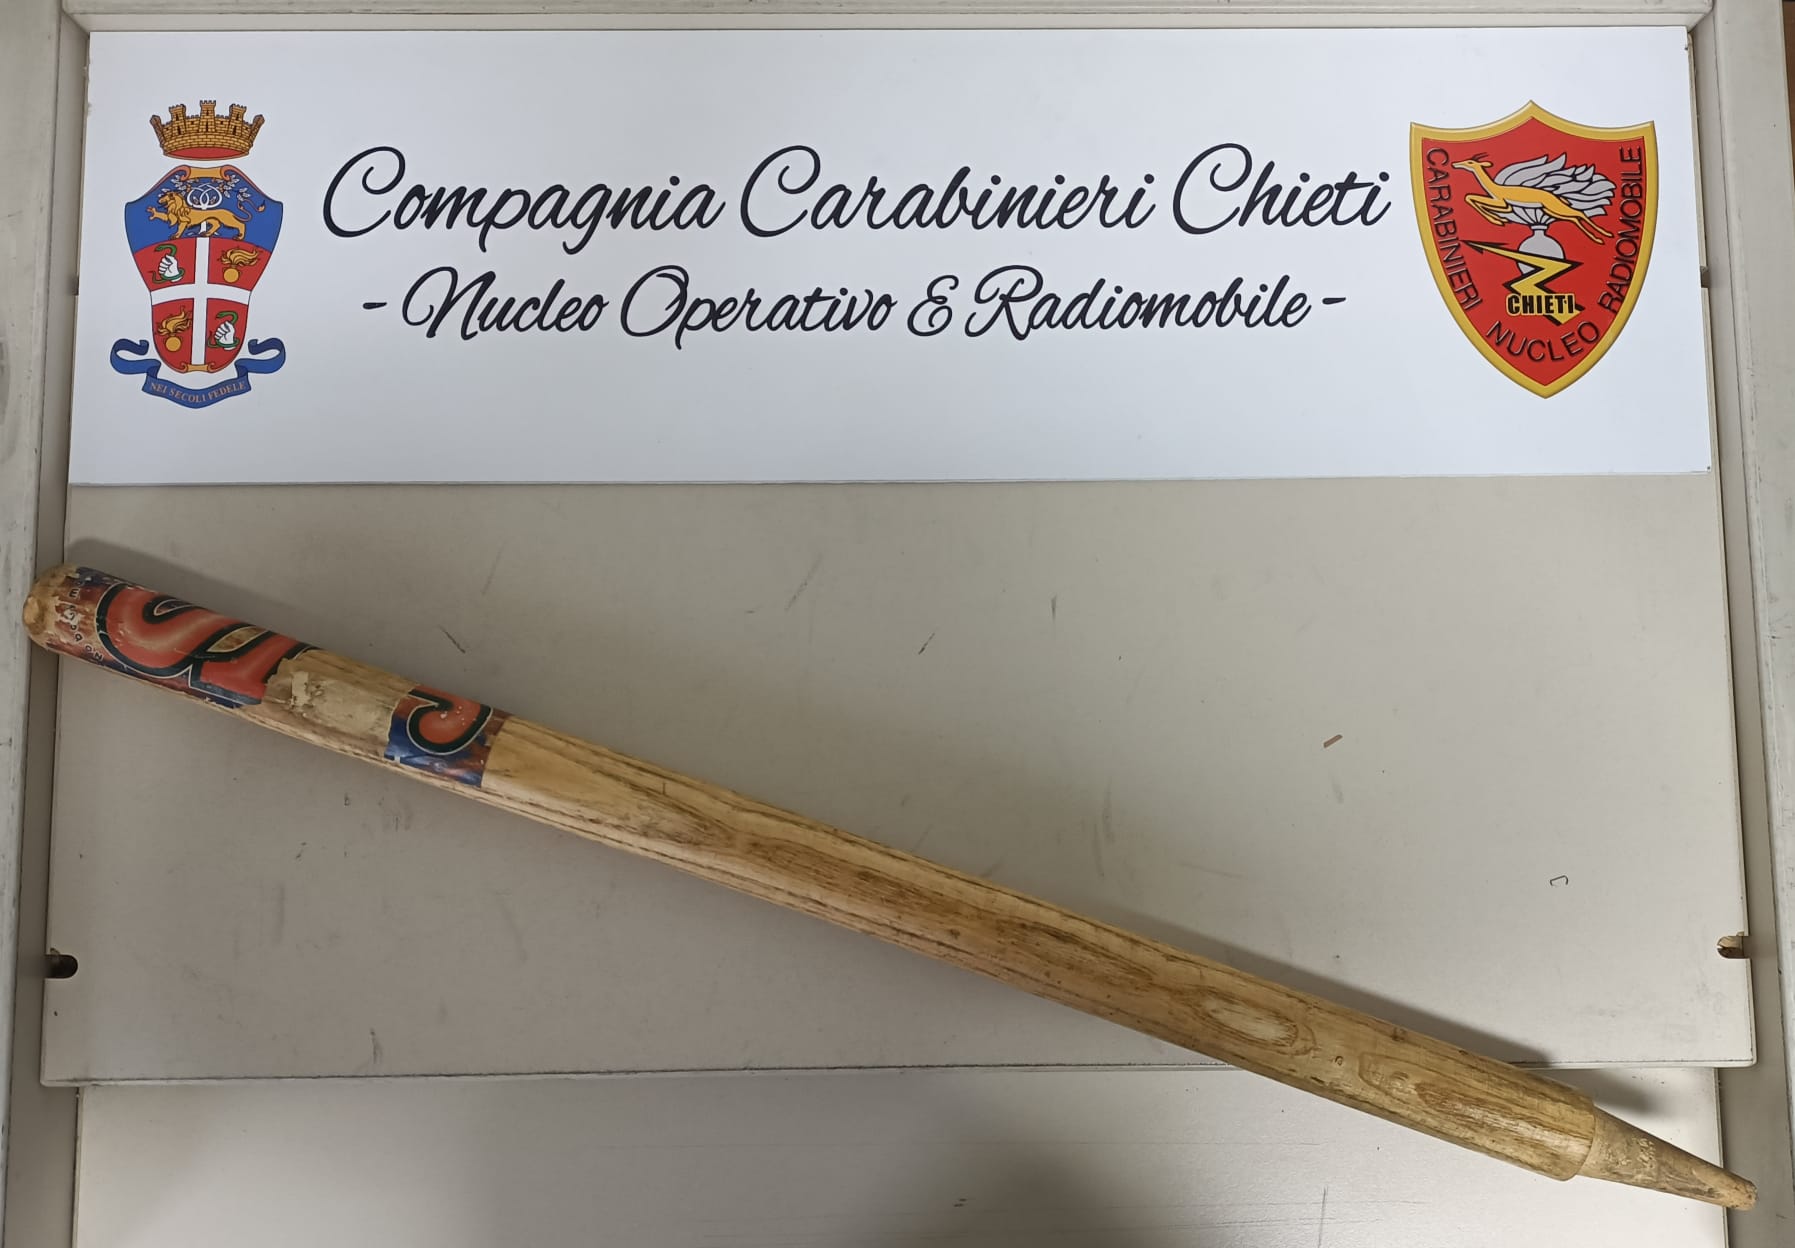 Compagnia Carabinieri Chieti
- Nucleo Operativo & Radiomobile -
NEI SECOLI FEDELE
CARABINIERI
NUCLEO
RADIOMOBILE
CHIETI